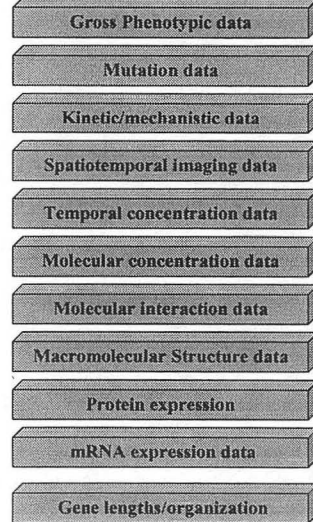 Gross Phenotypic data
Mutation data
Kinetic/mechanistic data
Spatiotemporal imaging data
Temporal concentration data
Molecular concentration data
Molecular interaction data
Macromolecular Structure data
Protein expression
mRNA expression data
Gene lengths/organization